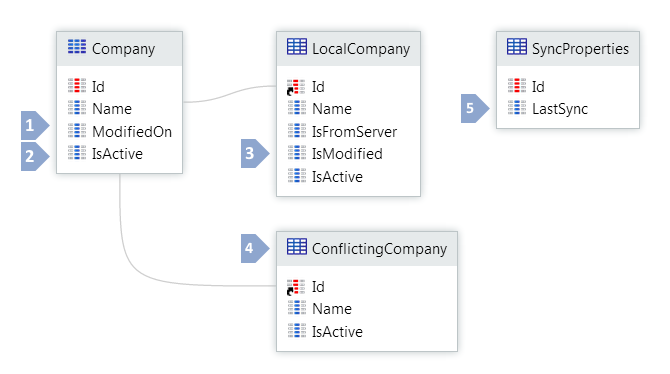 Company
Id
Name
1
ModifiedOn
2
IsActive
LocalCompany
Id
Name
IsFromServer
3
IsModified
IsActive
SyncProperties
Id
5
LastSync
4
ConflictingCompany
Id
Name
IsActive